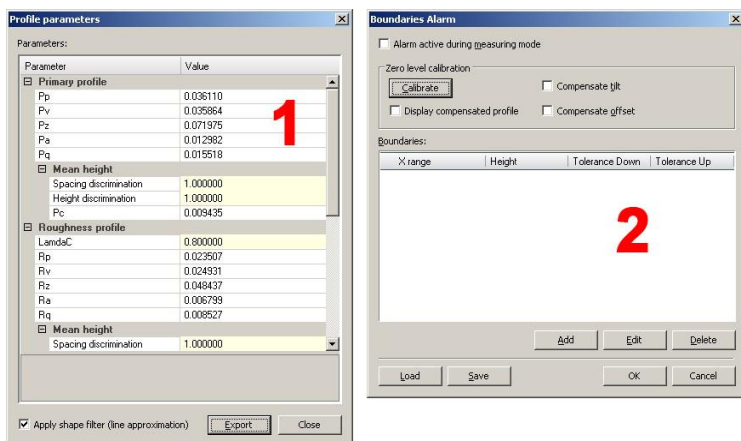 Profile parameters
Parameters:
Parameter Value
Primary profile
Pp 0.036110
Pv 0.035864
Pz 0.071975
Pa 0.012982
Pq 0.015518
Mean height
Spacing discrimination 1.000000
Height discrimination 1.000000
Pc 0.009435
Roughness profile
LamdaC 0.800000
Rp 0.023507
Rv 0.024931
Rz 0.048437
Ra 0.006799
Rq 0.008527
Mean height
Spacing discrimination 1.000000
Apply shape filter (line approximation) Export Close
1
Boundaries Alarm
Alarm active during measuring mode
Zero level calibration
Calibrate Compensate tilt
Display compensated profile Compensate offset
Boundaries:
X range Height Tolerance Down Tolerance Up
2
Add Edit Delete
Load Save OK Cancel